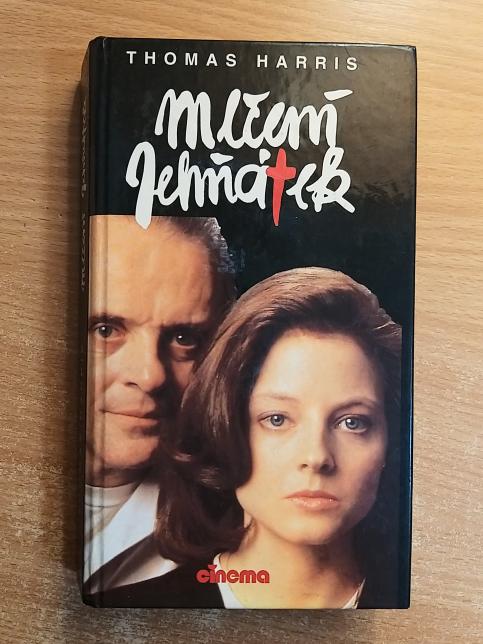 THOMAS HARRIS
Mlčení
Jehňátek
cinema